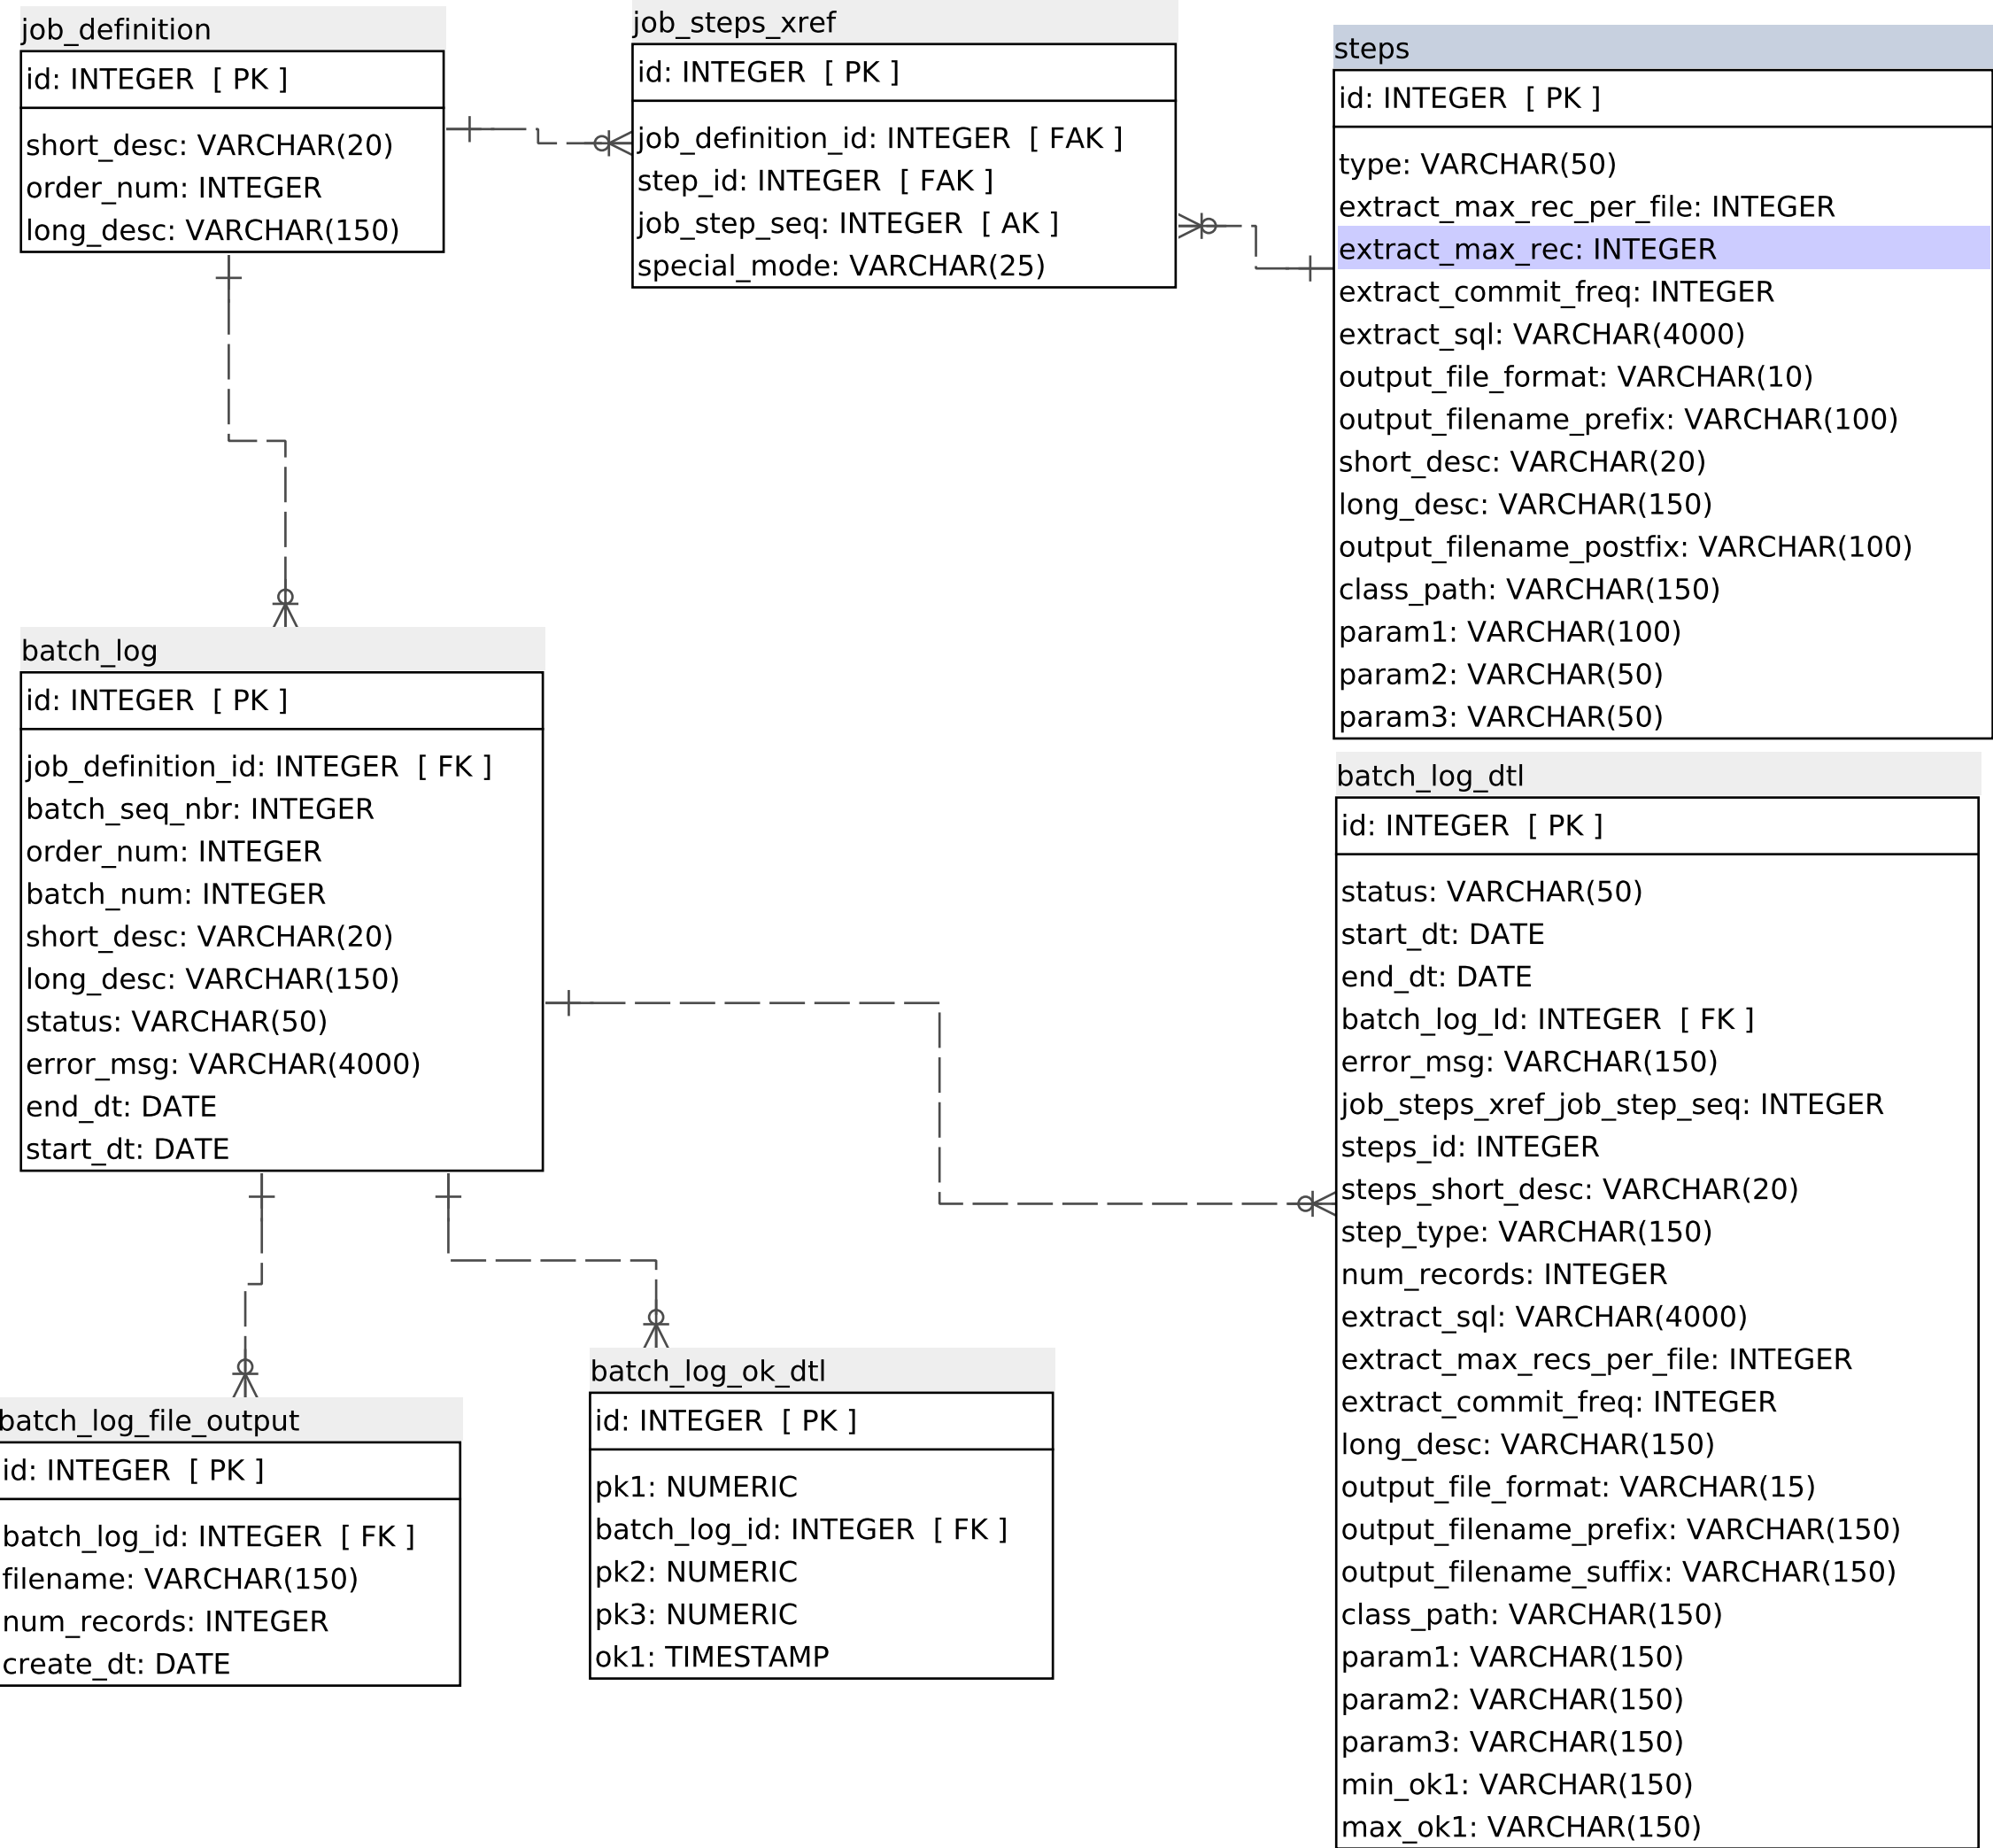 job_definition
id: INTEGER  [ PK ]
short_desc: VARCHAR(20)
order_num: INTEGER
long_desc: VARCHAR(150)
job_steps_xref
id: INTEGER  [ PK ]
job_definition_id: INTEGER  [ FAK ]
step_id: INTEGER  [ FAK ]
job_step_seq: INTEGER  [ AK ]
special_mode: VARCHAR(25)
steps
id: INTEGER  [ PK ]
type: VARCHAR(50)
extract_max_rec_per_file: INTEGER
extract_max_rec: INTEGER
extract_commit_freq: INTEGER
extract_sql: VARCHAR(4000)
output_file_format: VARCHAR(10)
output_filename_prefix: VARCHAR(100)
short_desc: VARCHAR(20)
long_desc: VARCHAR(150)
output_filename_postfix: VARCHAR(100)
class_path: VARCHAR(150)
param1: VARCHAR(100)
param2: VARCHAR(50)
param3: VARCHAR(50)
batch_log
id: INTEGER  [ PK ]
job_definition_id: INTEGER  [ FK ]
batch_seq_nbr: INTEGER
order_num: INTEGER
batch_num: INTEGER
short_desc: VARCHAR(20)
long_desc: VARCHAR(150)
status: VARCHAR(50)
error_msg: VARCHAR(4000)
end_dt: DATE
start_dt: DATE
batch_log_dtl
id: INTEGER  [ PK ]
status: VARCHAR(50)
start_dt: DATE
end_dt: DATE
batch_log_Id: INTEGER  [ FK ]
error_msg: VARCHAR(150)
job_steps_xref_job_step_seq: INTEGER
steps_id: INTEGER
steps_short_desc: VARCHAR(20)
step_type: VARCHAR(150)
num_records: INTEGER
extract_sql: VARCHAR(4000)
extract_max_recs_per_file: INTEGER
extract_commit_freq: INTEGER
long_desc: VARCHAR(150)
output_file_format: VARCHAR(15)
output_filename_prefix: VARCHAR(150)
output_filename_suffix: VARCHAR(150)
class_path: VARCHAR(150)
param1: VARCHAR(150)
param2: VARCHAR(150)
param3: VARCHAR(150)
min_ok1: VARCHAR(150)
max_ok1: VARCHAR(150)
batch_log_file_output
id: INTEGER  [ PK ]
batch_log_id: INTEGER  [ FK ]
filename: VARCHAR(150)
num_records: INTEGER
create_dt: DATE
batch_log_ok_dtl
id: INTEGER  [ PK ]
pk1: NUMERIC
batch_log_id: INTEGER  [ FK ]
pk2: NUMERIC
pk3: NUMERIC
ok1: TIMESTAMP